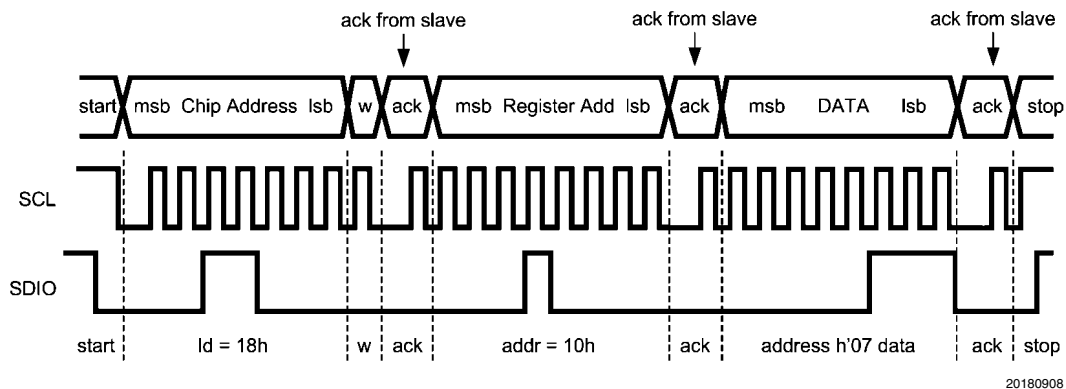 ack from slave ack from slave ack from slave
start msb Chip Address lsb w ack msb Register Add lsb ack msb DATA lsb ack stop
SCL
SDIO
start Id = 18h w ack addr = 10h ack address h'07 data ack stop
20180908